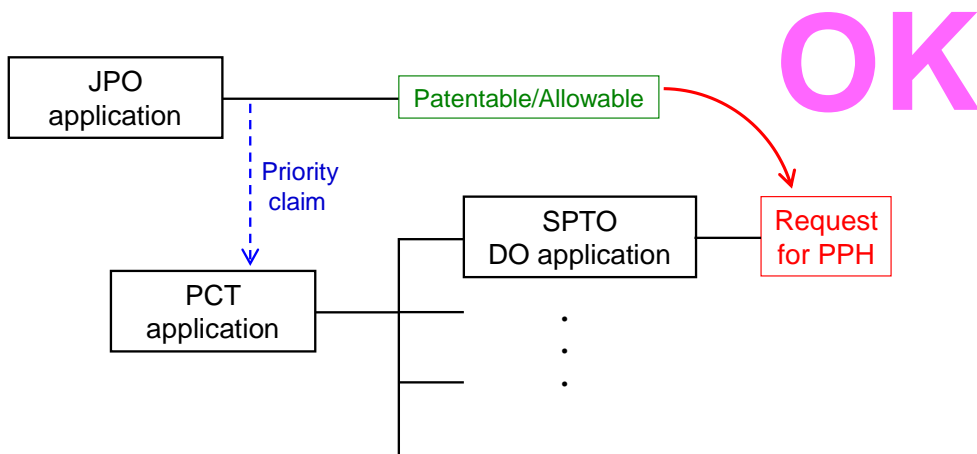 OK
JPO
application
Patentable/Allowable
Priority
claim
SPTO
DO application
Request
for PPH
PCT
application